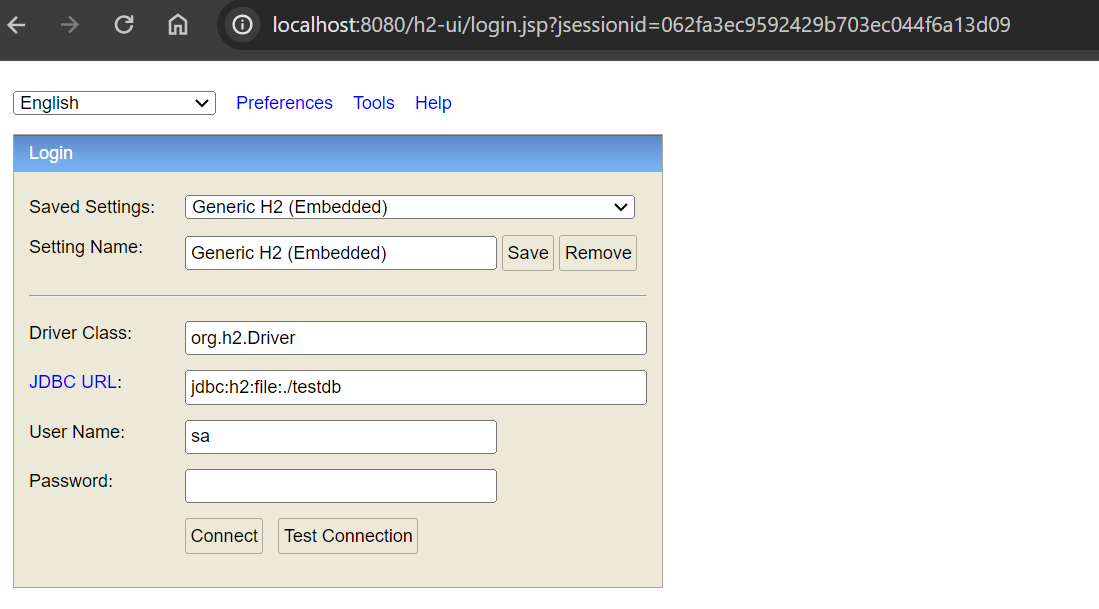 localhost:8080/h2-ui/login.jsp?jsessionid=062fa3ec9592429b703ec044f6a13d09
English Preferences Tools Help
Login
Saved Settings: Generic H2 (Embedded)
Setting Name: Generic H2 (Embedded) Save Remove
Driver Class: org.h2.Driver
JDBC URL: jdbc:h2:file:./testdb
User Name: sa
Password:
Connect Test Connection